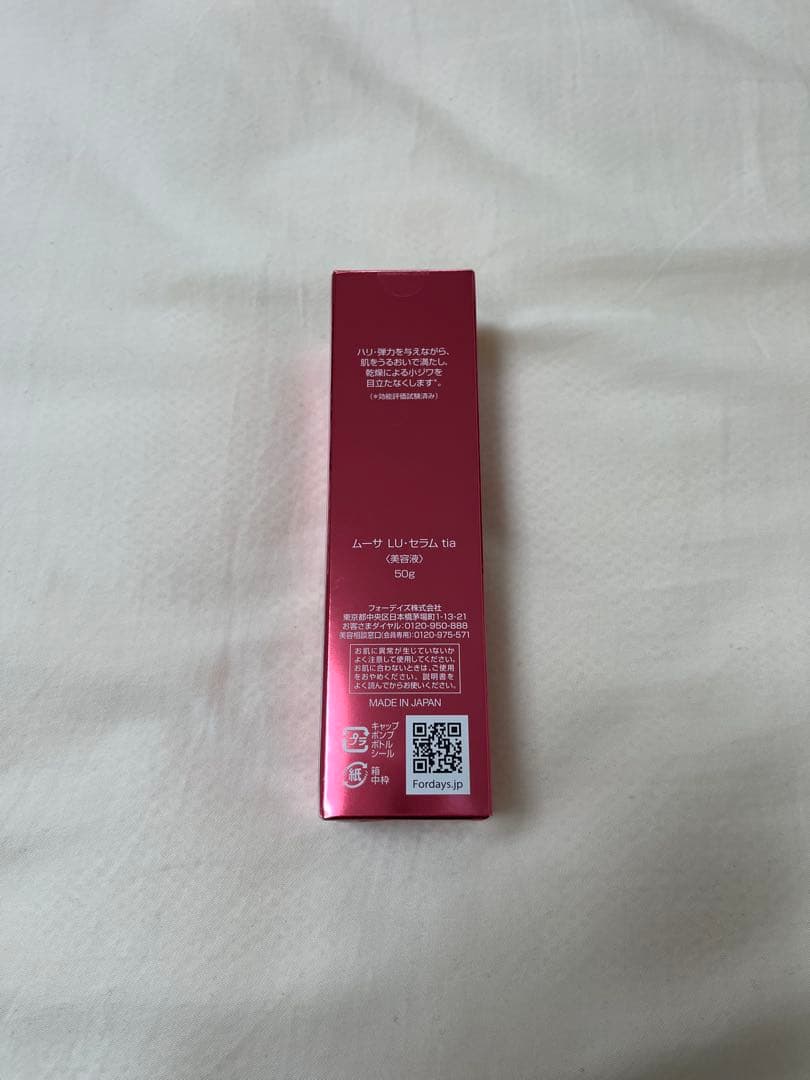 ハリ・弾力を与えながら、
肌をうるおいで満たし、
乾燥による小ジワを
目立たなくします*。
(*効能評価試験済み)
ムーサ LU・セラム tia
〈美容液〉
50g
フォーデイズ株式会社
東京都中央区日本橋茅場町1-13-21
お客さまダイヤル:0120-950-888
美容相談窓口(会員専用):0120-975-571
お肌に異常が生じていないか
よく注意して使用してください。
お肌に合わないときは、ご使用
をおやめください。説明書を
よく読んでからお使いください。
MADE IN JAPAN
プラ
キャップ
ポンプ
ボトル
シール
紙
箱
中枠
Fordays.jp